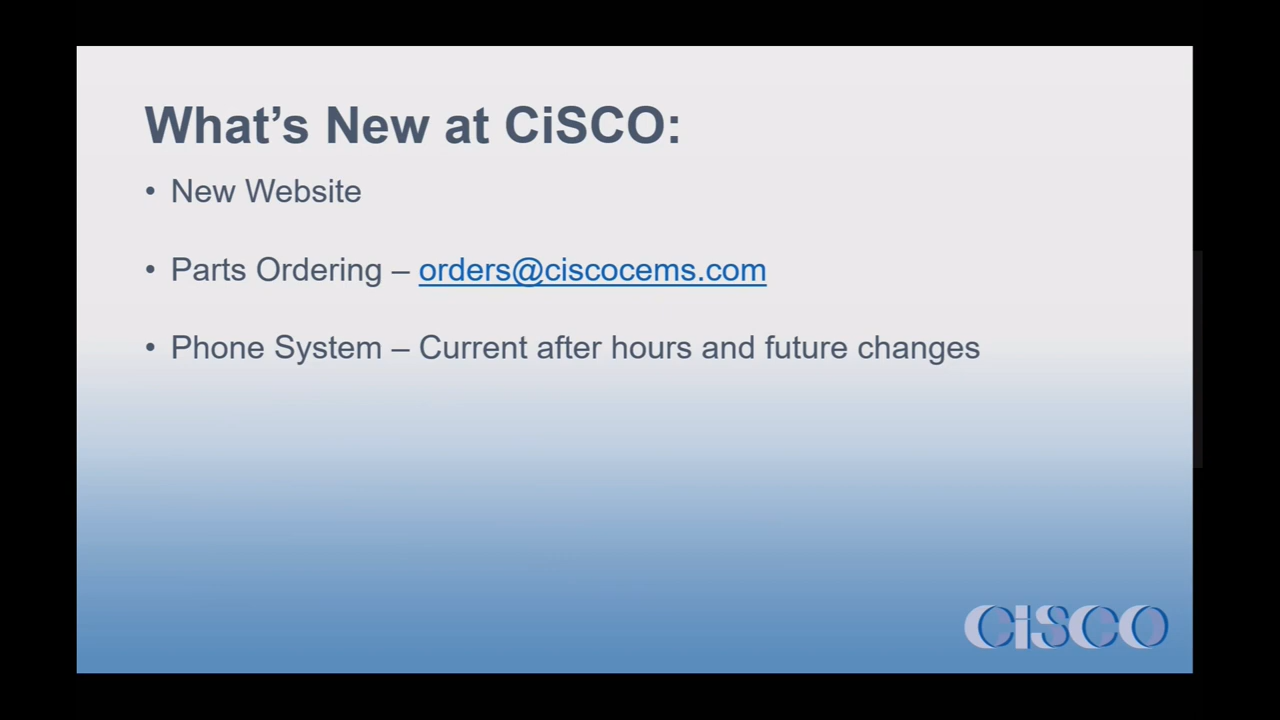 What’s New at CiSCO:
• New Website
• Parts Ordering – orders@ciscocems.com
• Phone System – Current after hours and future changes
CiSCO